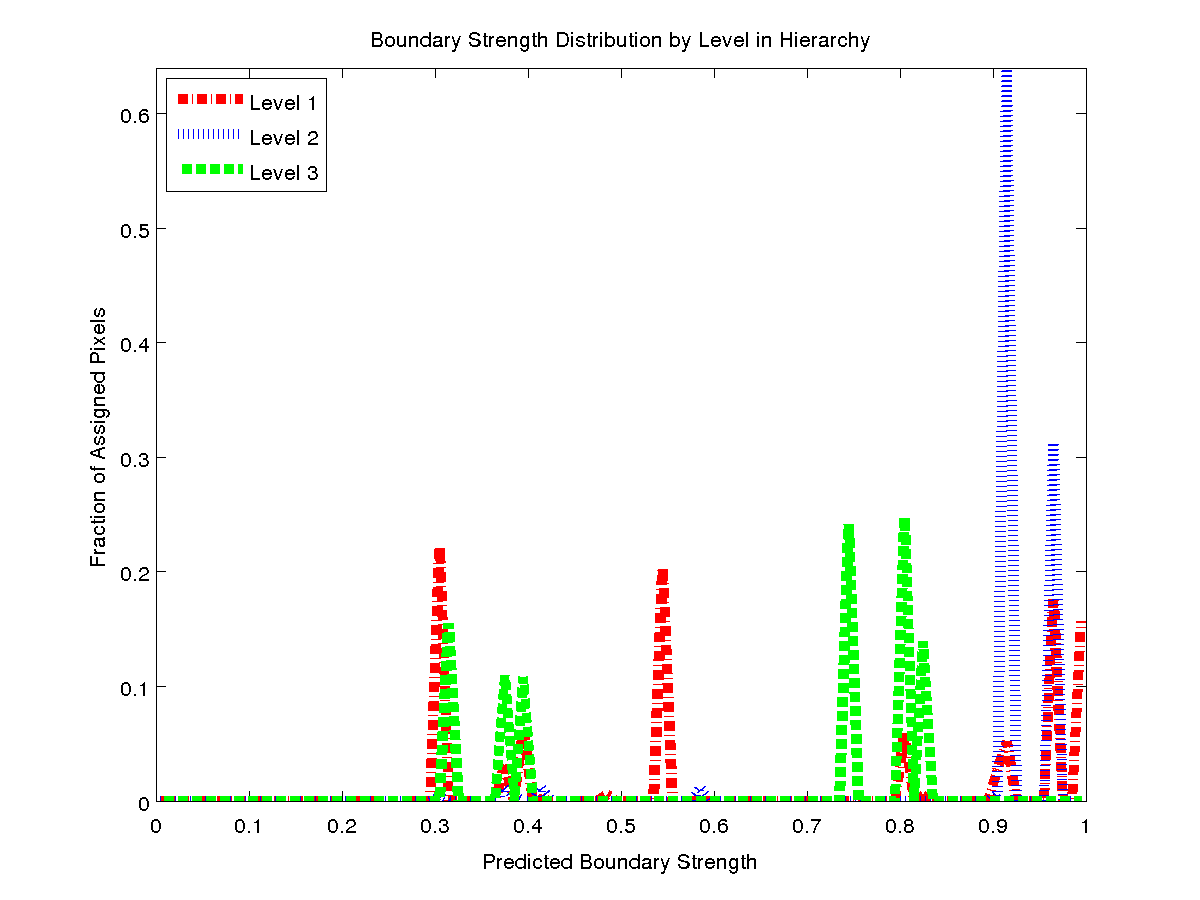 Boundary Strength Distribution by Level in Hierarchy
Level 1
Level 2
Level 3
Fraction of Assigned Pixels
0.6
0.5
0.4
0.3
0.2
0.1
0
0 0.1 0.2 0.3 0.4 0.5 0.6 0.7 0.8 0.9 1
Predicted Boundary Strength